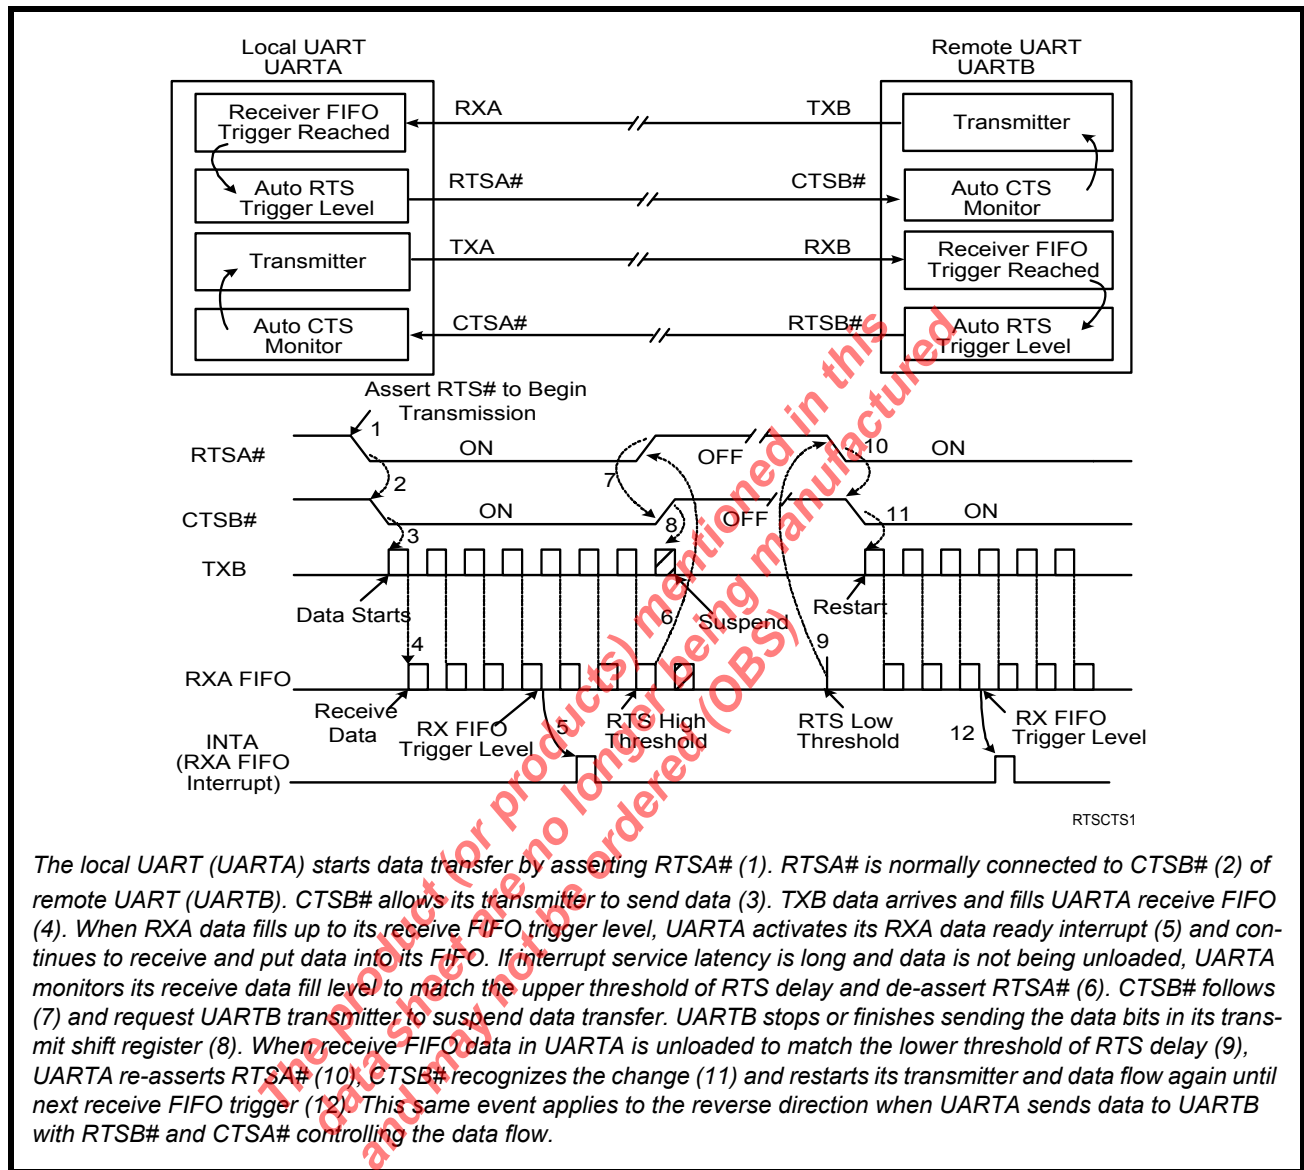 Local UART
UARTA
Remote UART
UARTB
Receiver FIFO
Trigger Reached
RXA
TXB
Transmitter
Auto RTS
Trigger Level
RTSA#
CTSB#
Auto CTS
Monitor
Transmitter
TXA
RXB
Receiver FIFO
Trigger Reached
Auto CTS
Monitor
CTSA#
RTSB#
Auto RTS
Trigger Level
Assert RTS# to Begin
Transmission
RTSA#
1
ON
7
OFF
10
ON
2
CTSB#
ON
8
OFF
11
ON
3
TXB
Data Starts
6
Suspend
Restart
4
9
RXA FIFO
Receive
Data
RX FIFO
Trigger Level
5
RTS High
Threshold
RTS Low
Threshold
12
RX FIFO
Trigger Level
INTA
(RXA FIFO
Interrupt)
RTSCTS1
The local UART (UARTA) starts data transfer by asserting RTSA# (1). RTSA# is normally connected to CTSB# (2) of
remote UART (UARTB). CTSB# allows its transmitter to send data (3). TXB data arrives and fills UARTA receive FIFO
(4). When RXA data fills up to its receive FIFO trigger level, UARTA activates its RXA data ready interrupt (5) and con-
tinues to receive and put data into its FIFO. If interrupt service latency is long and data is not being unloaded, UARTA
monitors its receive data fill level to match the upper threshold of RTS delay and de-assert RTSA# (6). CTSB# follows
(7) and request UARTB transmitter to suspend data transfer. UARTB stops or finishes sending the data bits in its trans-
mit shift register (8). When receive FIFO data in UARTA is unloaded to match the lower threshold of RTS delay (9),
UARTA re-asserts RTSA# (10), CTSB# recognizes the change (11) and restarts its transmitter and data flow again until
next receive FIFO trigger (12). This same event applies to the reverse direction when UARTA sends data to UARTB
with RTSB# and CTSA# controlling the data flow.
The product (or products) mentioned in this
data sheet are no longer being manufactured
and may not be ordered (OBS)